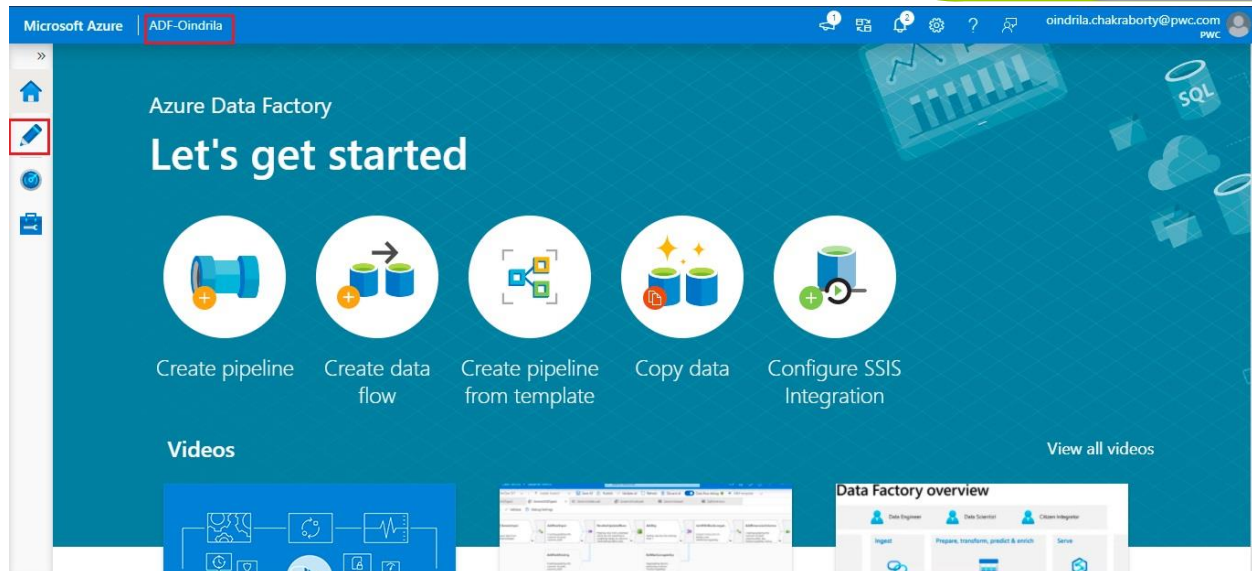 Microsoft Azure ADF-Oindrila 1 2 ? oindrila.chakraborty@pwc.com
PWC
»
Azure Data Factory
Let's get started
SQL
Create pipeline Create data flow Create pipeline from template Copy data Configure SSIS Integration
Videos View all videos
Data Factory overview
Data Engineer Data Scientist Citizen Integrator
Ingest Prepare, transform, predict & enrich Serve